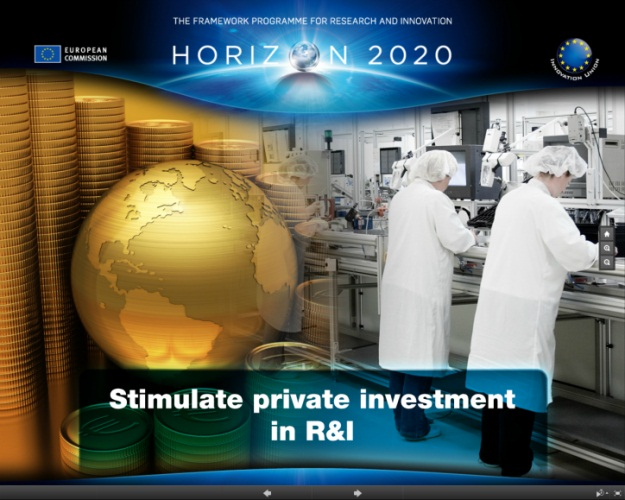 THE FRAMEWORK PROGRAMME FOR RESEARCH AND INNOVATION
HORIZON 2020
EUROPEAN
COMMISSION
INNOVATION UNION
Stimulate private investment
in R&I